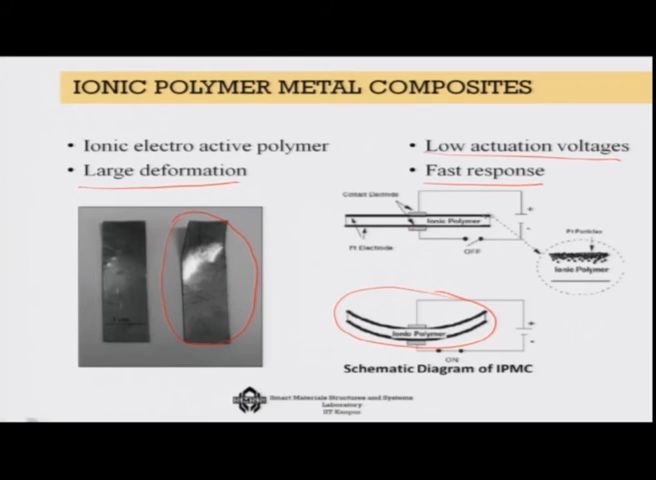 IONIC POLYMER METAL COMPOSITES
• Ionic electro active polymer
• Large deformation
• Low actuation voltages
• Fast response
Contact Electrode
Ionic Polymer
Pt Electrode
OFF
+
-
Pt Particles
Ionic Polymer
Ionic Polymer
ON
+
-
Schematic Diagram of IPMC
Smart Materials Structures and Systems
Laboratory
IIT Kanpur